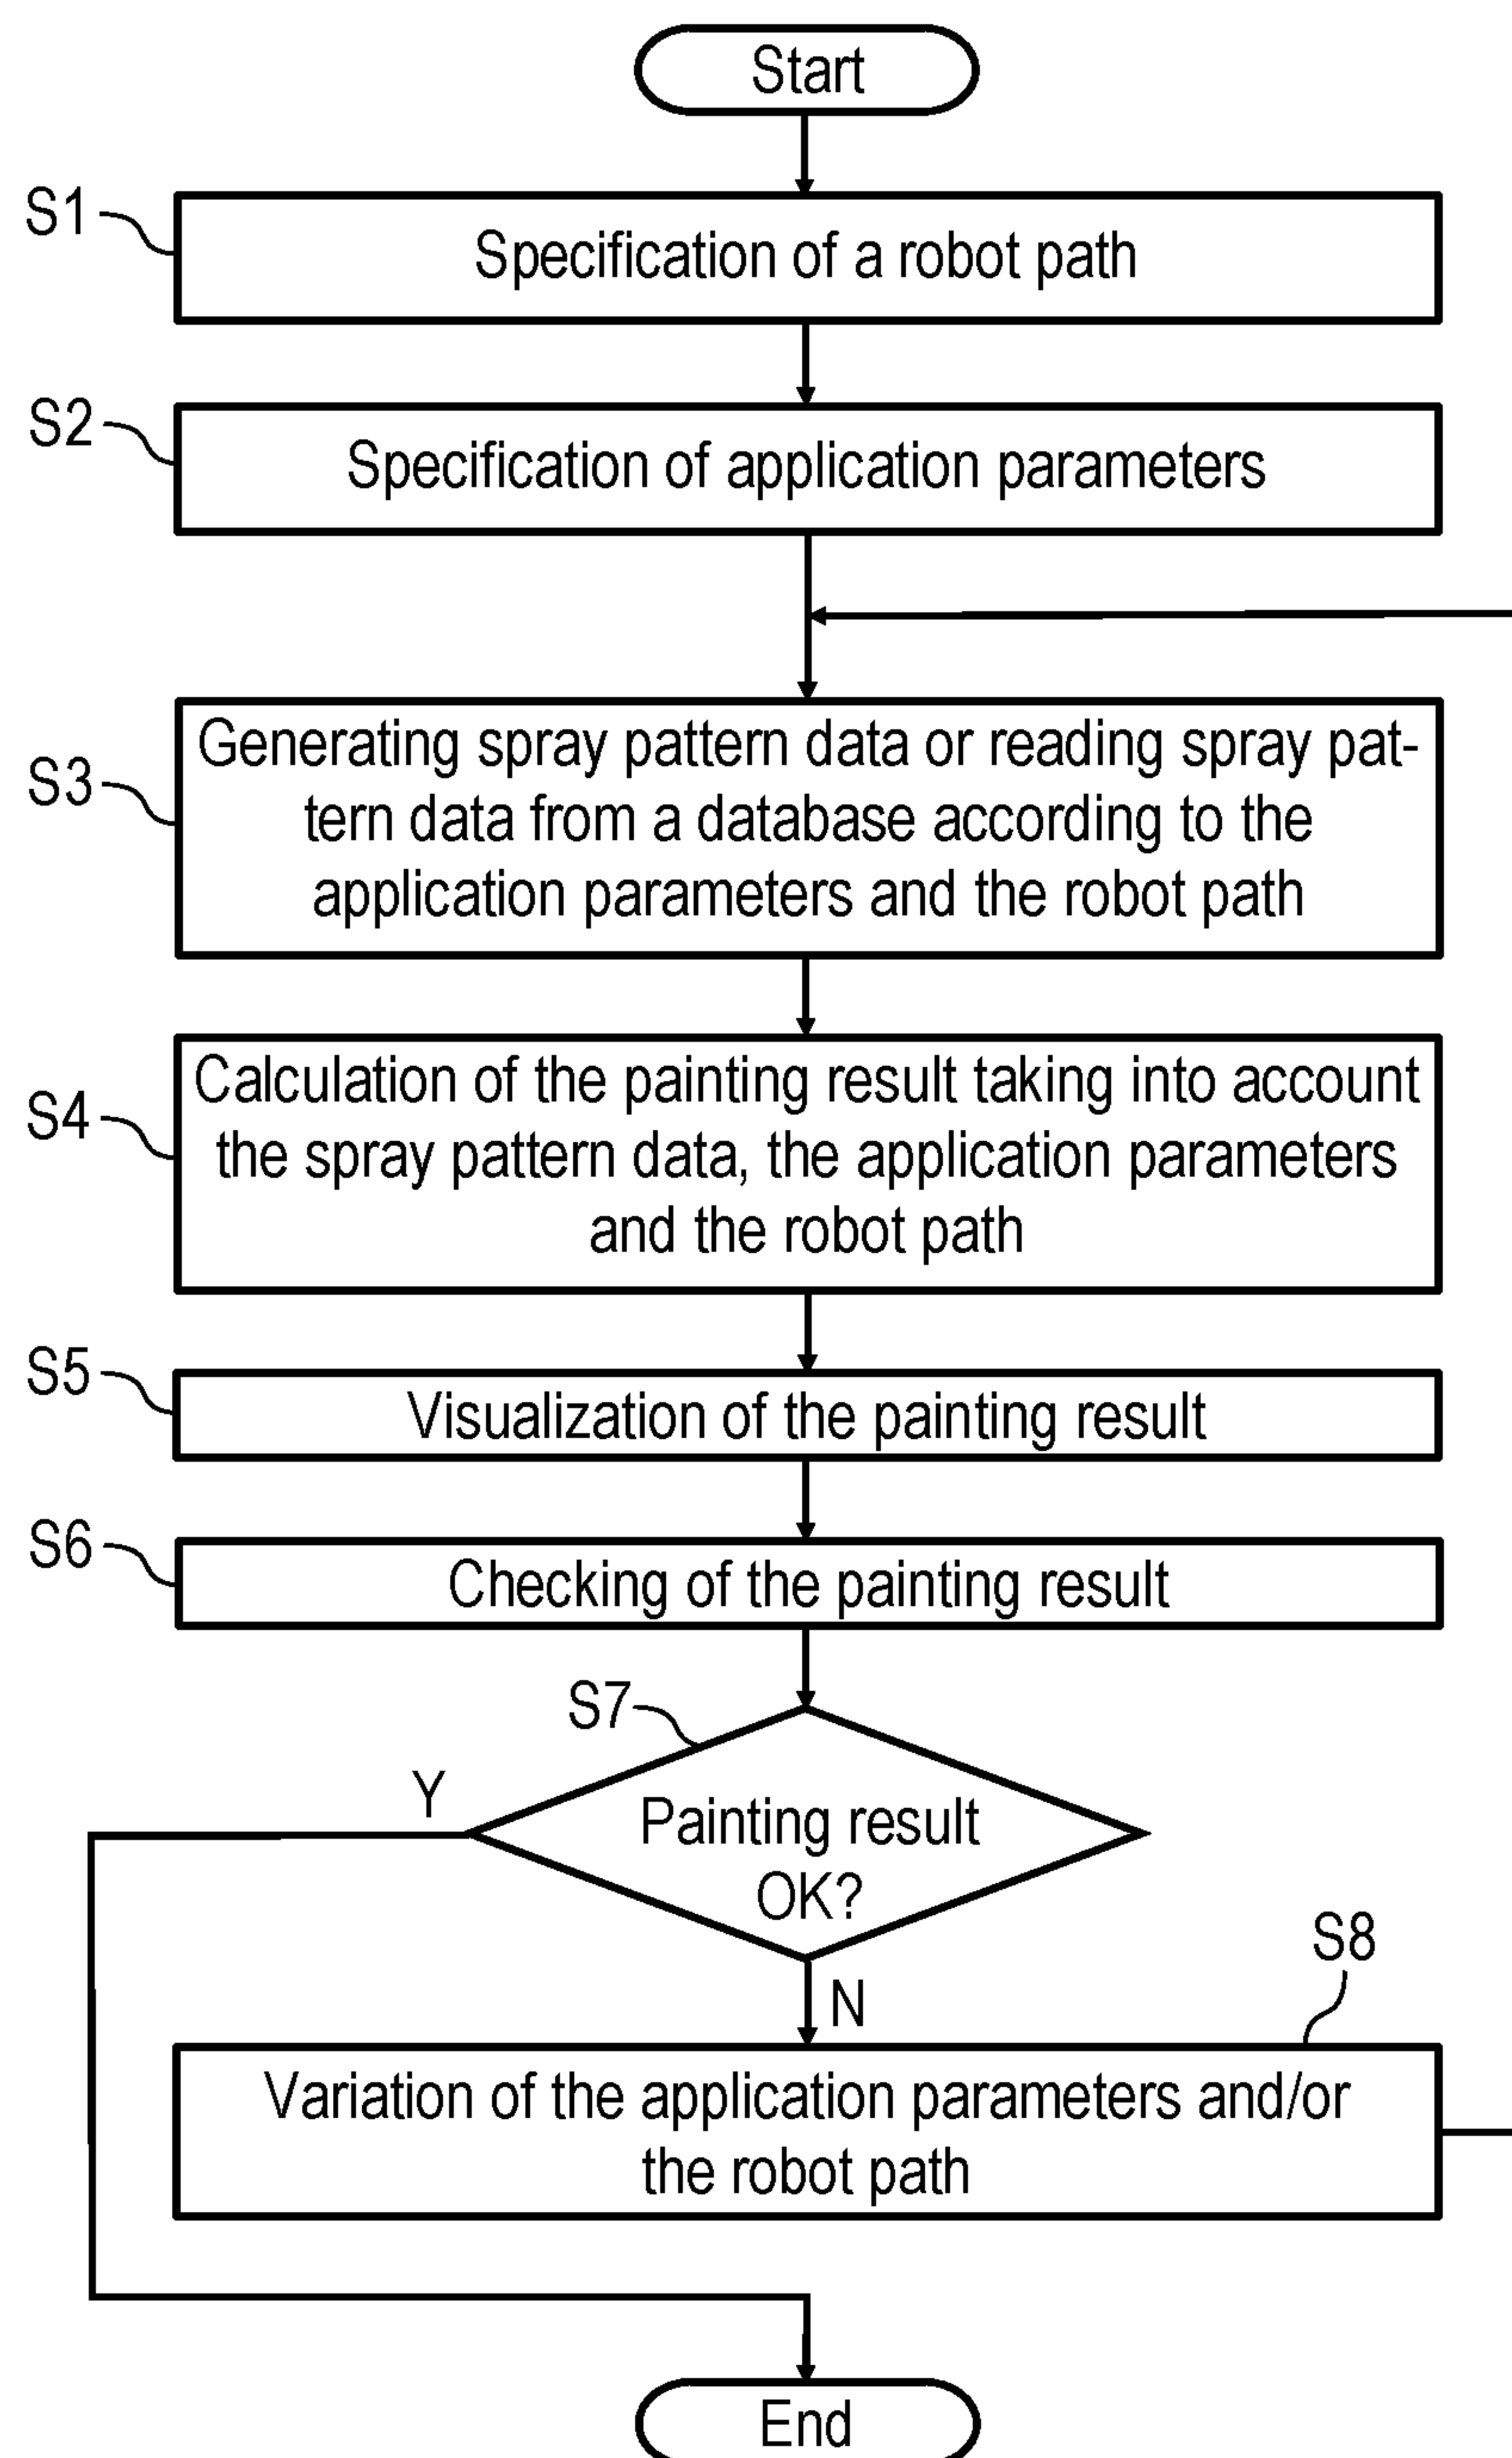 Start
S1
Specification of a robot path
S2
Specification of application parameters
S3
Generating spray pattern data or reading spray pat-
tern data from a database according to the
application parameters and the robot path
S4
Calculation of the painting result taking into account
the spray pattern data, the application parameters
and the robot path
S5
Visualization of the painting result
S6
Checking of the painting result
S7
Y
Painting result
OK?
S8
N
Variation of the application parameters and/or
the robot path
End